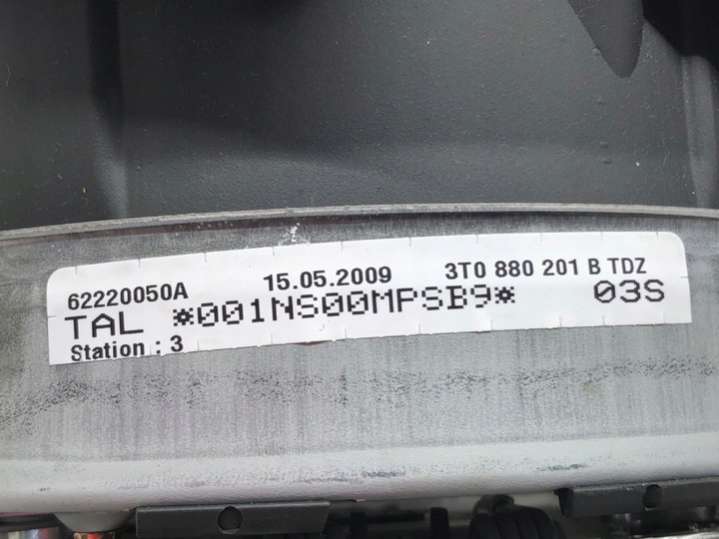 62220050A 15.05.2009 3T0 880 201 B TDZ
TAL *001NS00MPSB9* 03S
Station : 3